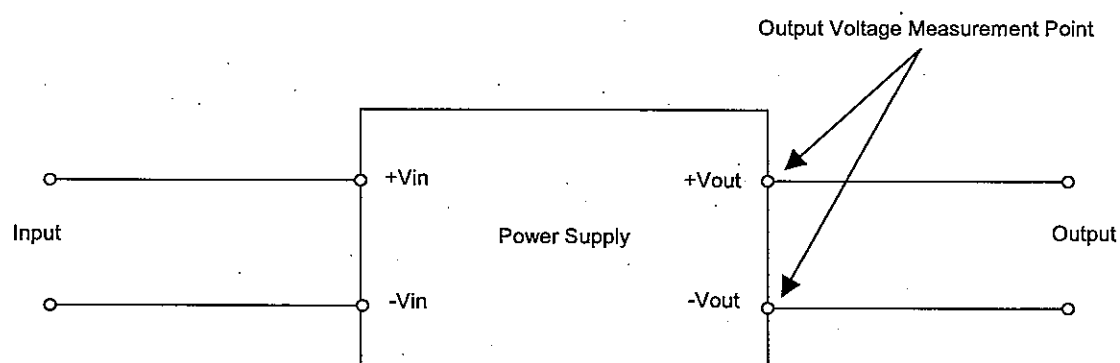 Output Voltage Measurement Point
+Vin
+Vout
Input
Power Supply
Output
-Vin
-Vout